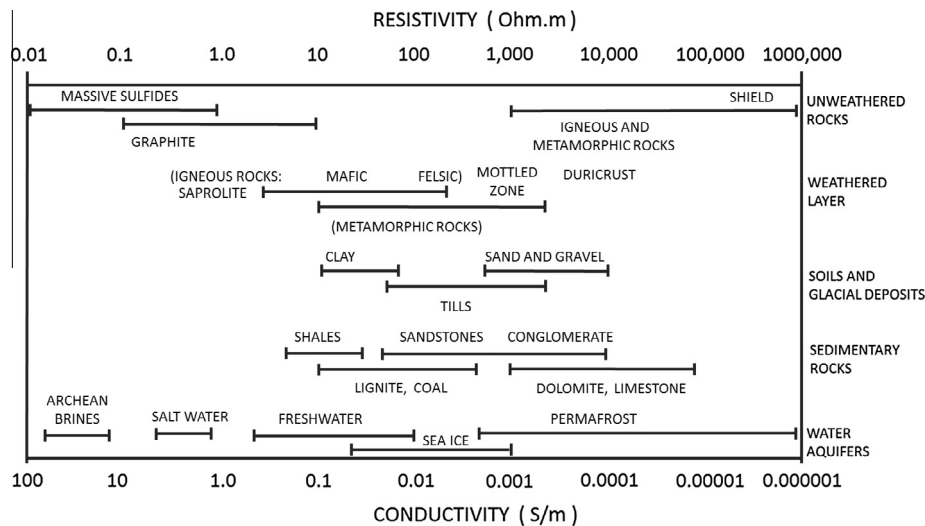 RESISTIVITY ( Ohm.m )
0.01 0.1 1.0 10 100 1,000 10,000 100,000 1000,000
MASSIVE SULFIDES
GRAPHITE
SHIELD
IGNEOUS AND
METAMORPHIC ROCKS
UNWEATHERED
ROCKS
(IGNEOUS ROCKS:
SAPROLITE
MAFIC
FELSIC)
MOTTLED
ZONE
DURICRUST
(METAMORPHIC ROCKS)
WEATHERED
LAYER
CLAY
SAND AND GRAVEL
TILLS
SOILS AND
GLACIAL DEPOSITS
SHALES
SANDSTONES
CONGLOMERATE
LIGNITE, COAL
DOLOMITE, LIMESTONE
SEDIMENTARY
ROCKS
ARCHEAN
BRINES
SALT WATER
FRESHWATER
SEA ICE
PERMAFROST
WATER
AQUIFERS
100 10 1.0 0.1 0.01 0.001 0.0001 0.00001 0.000001
CONDUCTIVITY ( S/m )